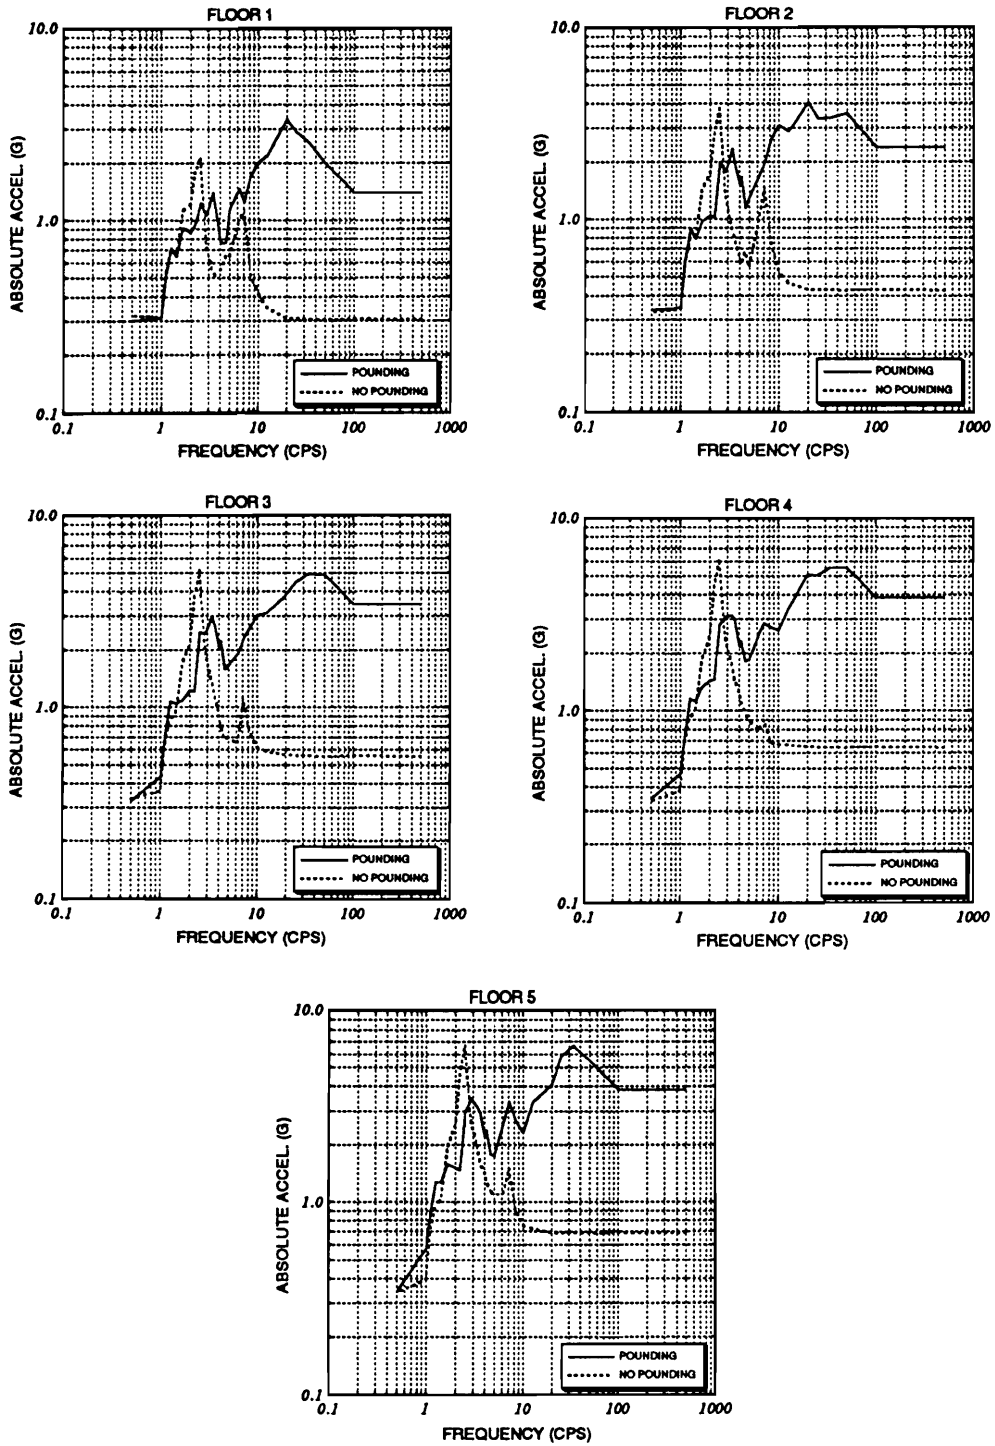 FLOOR 1
10.0
1.0
0.1
ABSOLUTE ACCEL. (G)
POUNDING
NO POUNDING
0.1 1 10 100 1000
FREQUENCY (CPS)
FLOOR 2
10.0
1.0
0.1
ABSOLUTE ACCEL. (G)
POUNDING
NO POUNDING
0.1 1 10 100 1000
FREQUENCY (CPS)
FLOOR 3
10.0
1.0
0.1
ABSOLUTE ACCEL. (G)
POUNDING
NO POUNDING
0.1 1 10 100 1000
FREQUENCY (CPS)
FLOOR 4
10.0
1.0
0.1
ABSOLUTE ACCEL. (G)
POUNDING
NO POUNDING
0.1 1 10 100 1000
FREQUENCY (CPS)
FLOOR 5
10.0
1.0
0.1
ABSOLUTE ACCEL. (G)
POUNDING
NO POUNDING
0.1 1 10 100 1000
FREQUENCY (CPS)